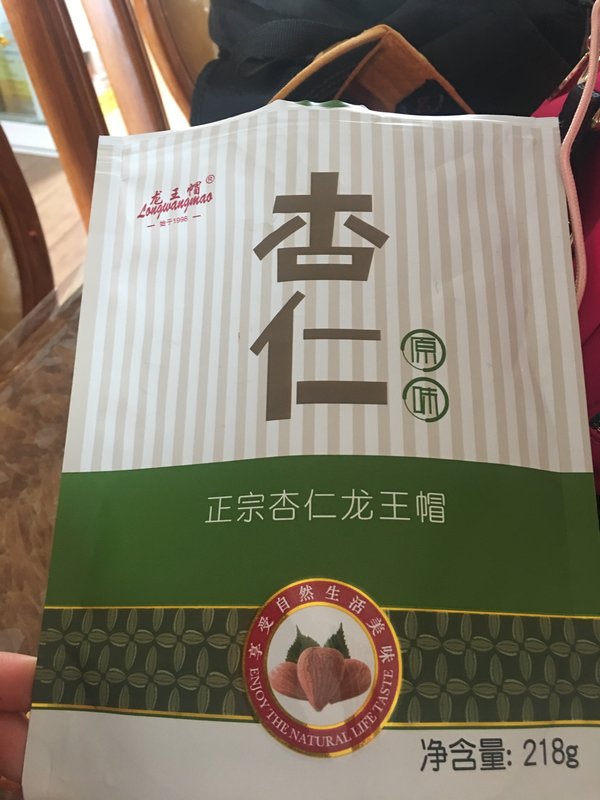 龙王帽®
Longwangmao
始于1998
杏仁
原味
正宗杏仁龙王帽
享受自然生活美味
ENJOY THE NATURAL LIFE TASTE
净含量: 218g